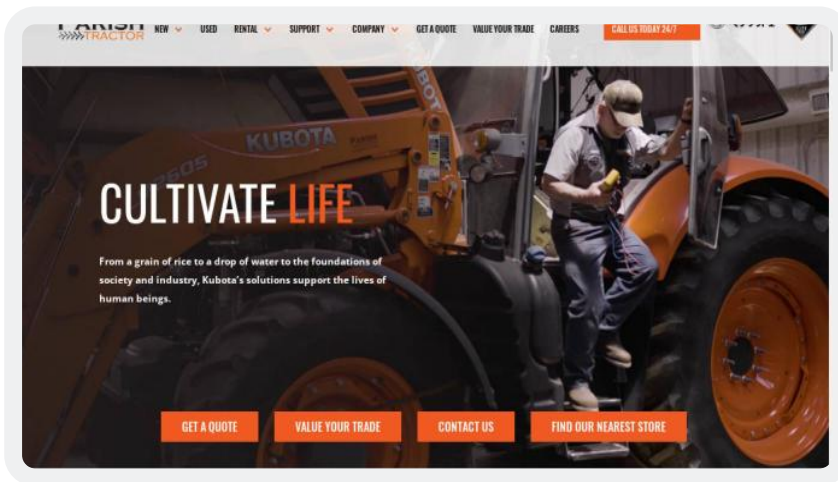 PARISH
TRACTOR
NEW
USED
RENTAL
SUPPORT
COMPANY
GET A QUOTE
VALUE YOUR TRADE
CAREERS
CALL US TODAY 24/7
KUBOTA
KUBOTA
CULTIVATE LIFE
From a grain of rice to a drop of water to the foundations of
society and industry, Kubota's solutions support the lives of
human beings.
GET A QUOTE
VALUE YOUR TRADE
CONTACT US
FIND OUR NEAREST STORE